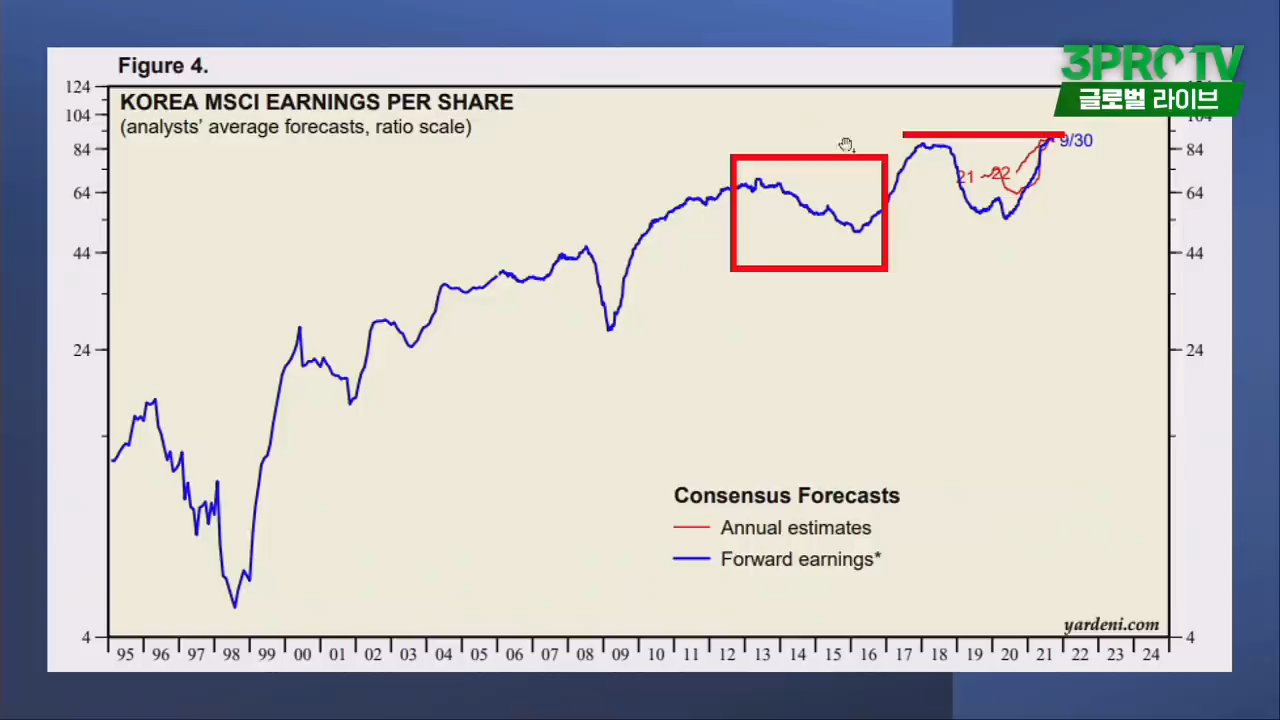 3PRO TV
글로벌 라이브
Figure 4.
KOREA MSCI EARNINGS PER SHARE
(analysts' average forecasts, ratio scale)
124
104
84
64
44
24
4
104
84
64
44
24
4
9/30
21
22
Consensus Forecasts
Annual estimates
Forward earnings*
yardeni.com
95 96 97 98 99 00 01 02 03 04 05 06 07 08 09 10 11 12 13 14 15 16 17 18 19 20 21 22 23 24